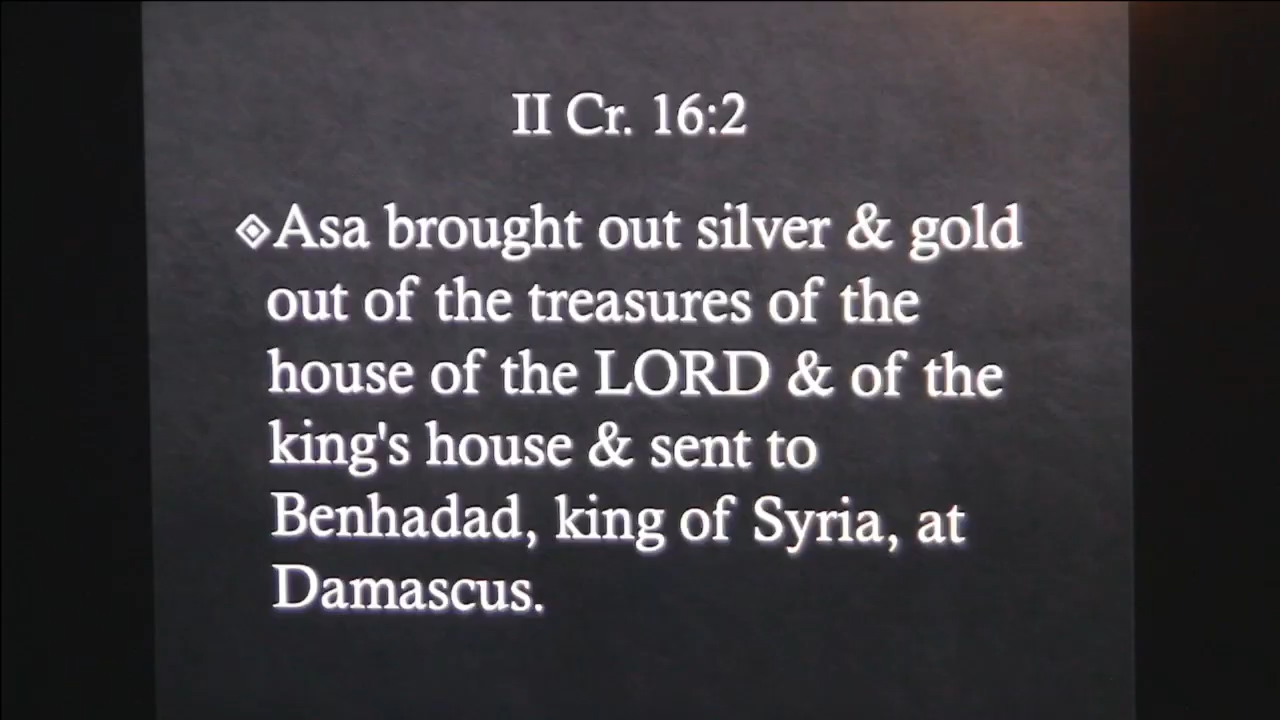 II Cr. 16:2
Asa brought out silver & gold
out of the treasures of the
house of the LORD & of the
king's house & sent to
Benhadad, king of Syria, at
Damascus.